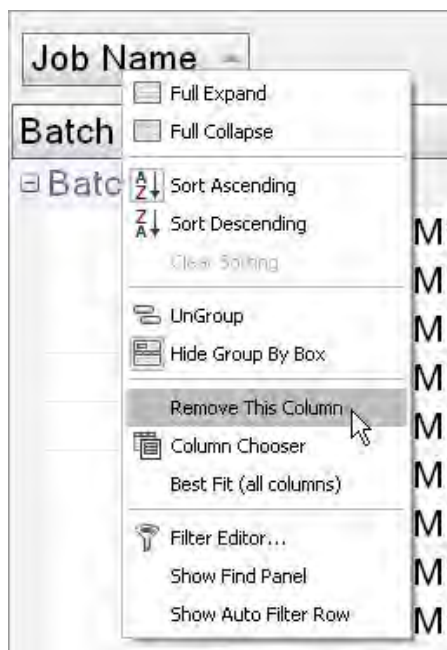 Job Name
Full Expand
Batch
Full Collapse
Batc
Sort Ascending
Sort Descending
M
Clear Sorting
M
UnGroup
M
Hide Group By Box
M
Remove This Column
M
Column Chooser
M
Best Fit (all columns)
M
Filter Editor...
Show Find Panel
M
Show Auto Filter Row
M